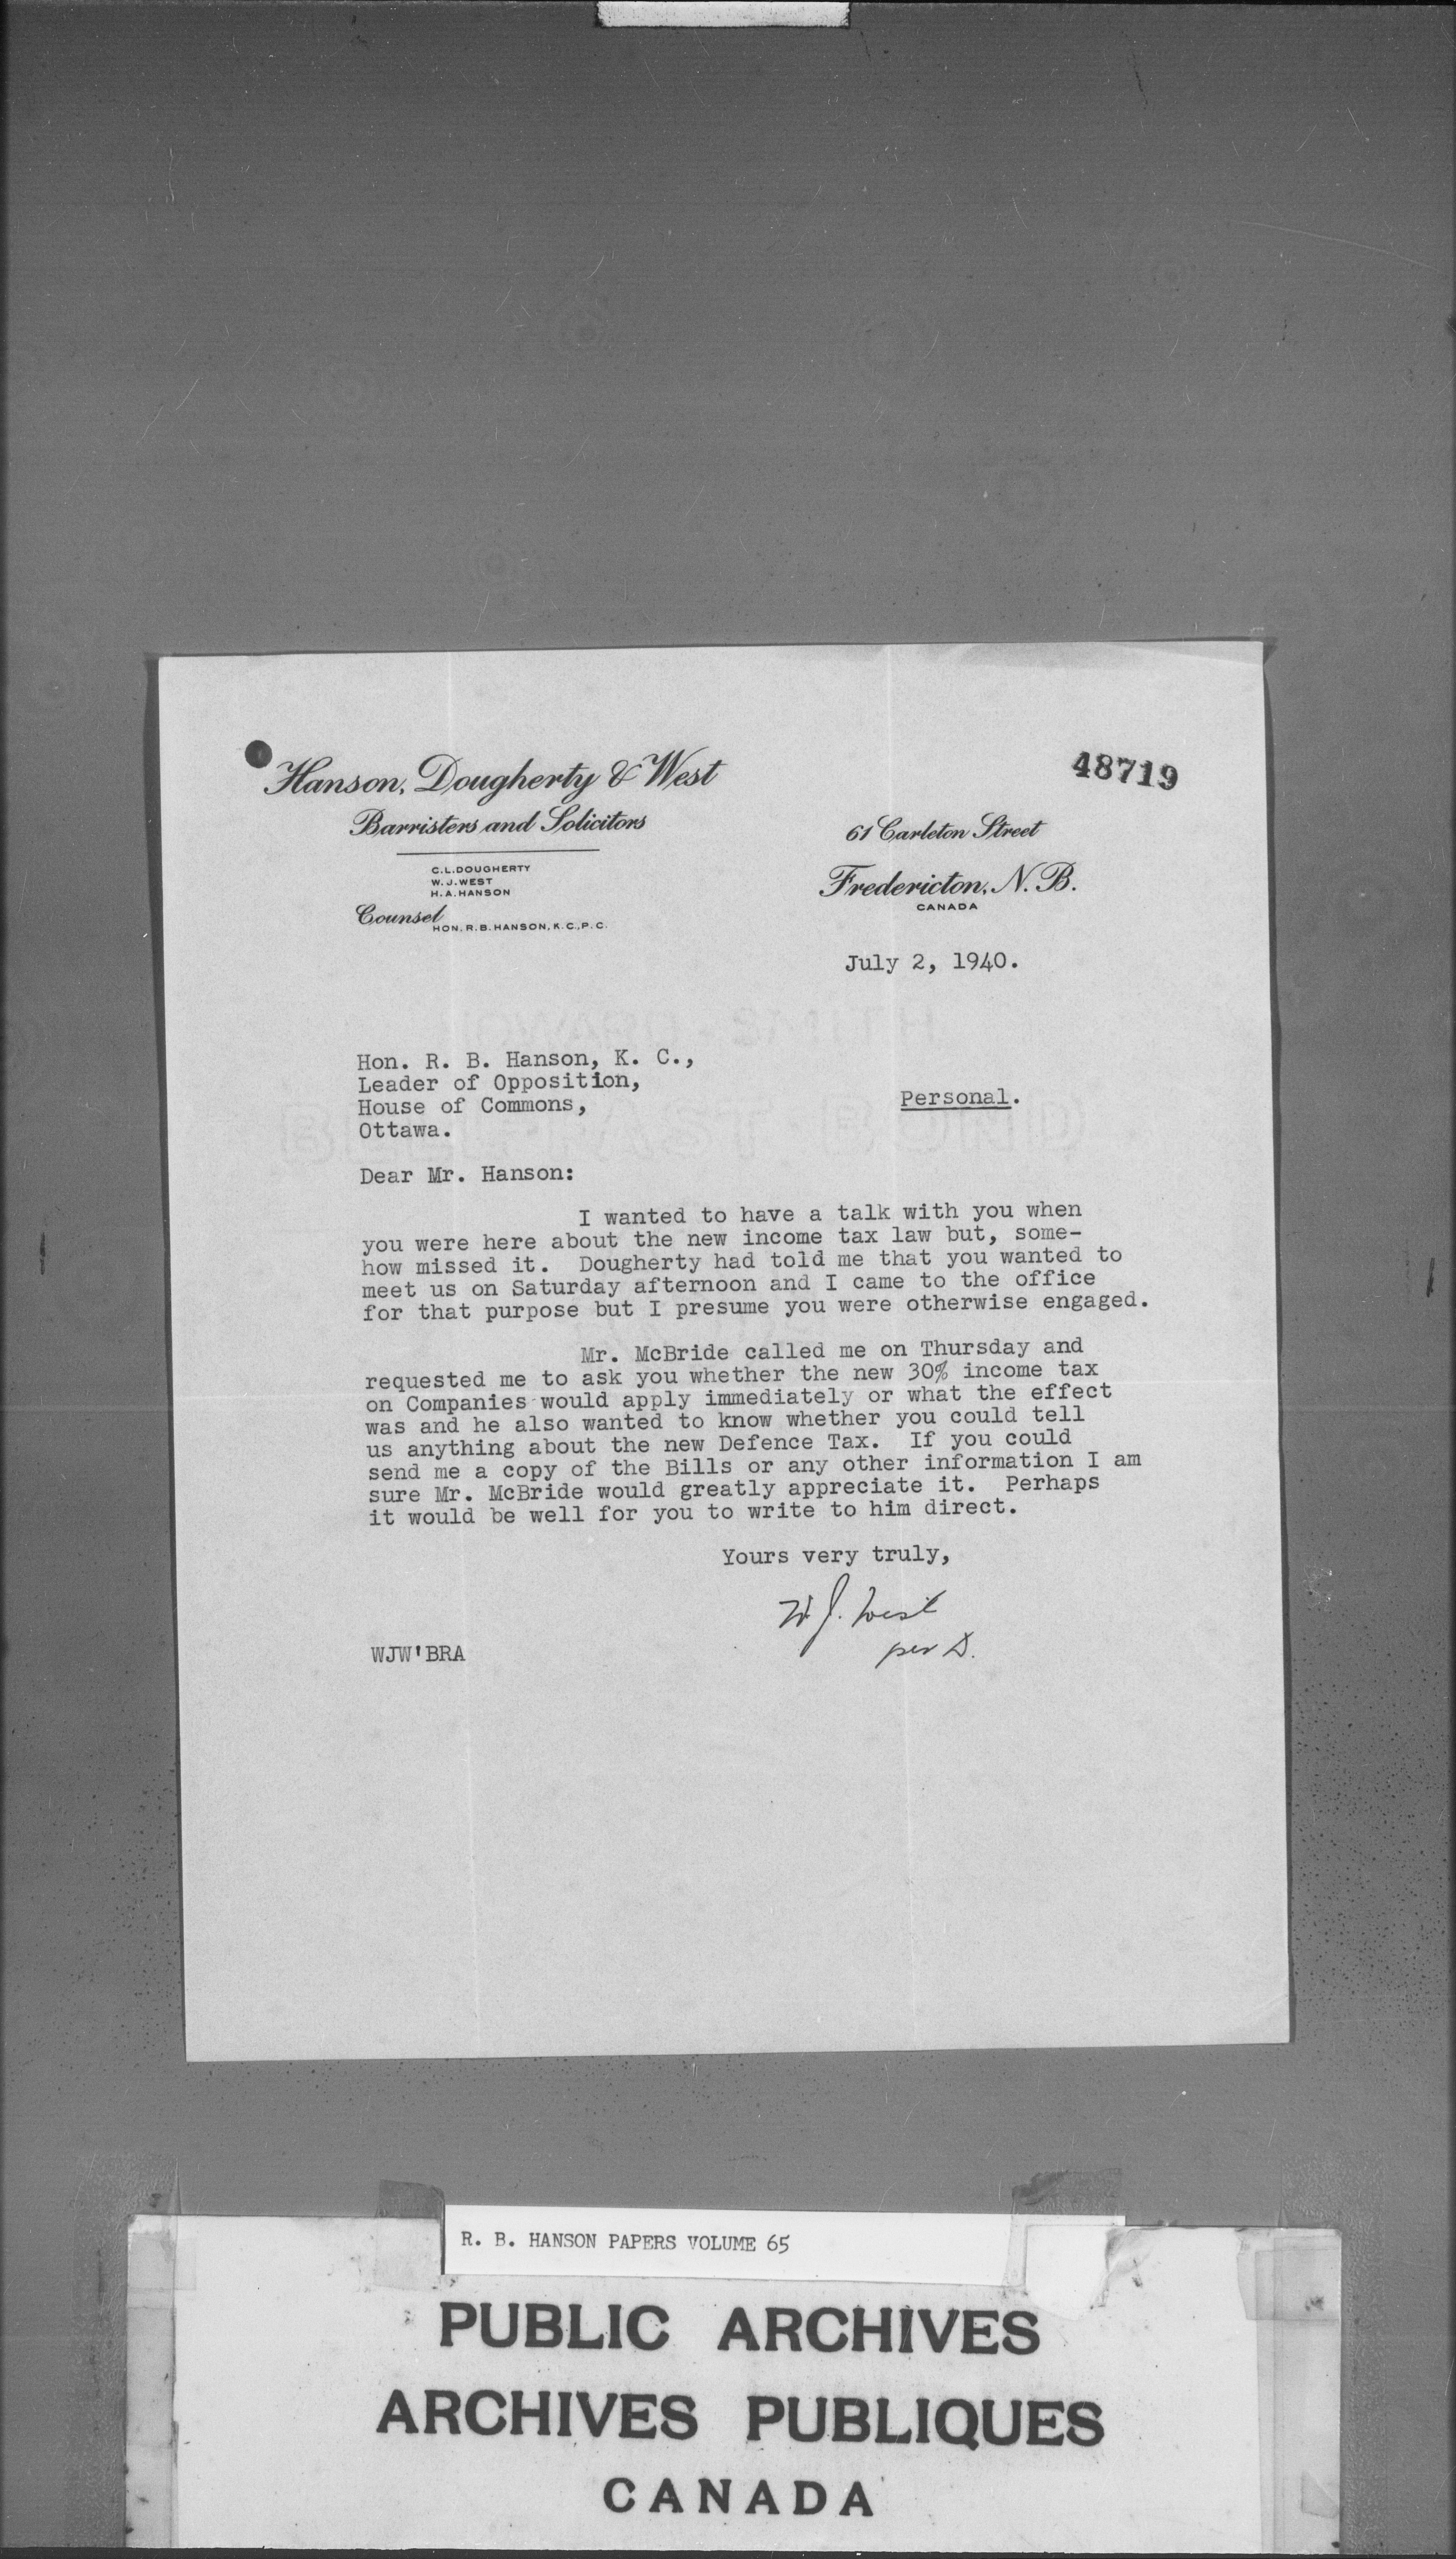 Hanson, Dougherty & West
48719
Barristers and Solicitors
61 Carleton Street
C.L.DOUGHERTY
W.J.WEST
H.A.HANSON
Fredericton, N.B.
CANADA
Counsel
HON. R.B. HANSON, K.C., P.C.
July 2, 1940.
Hon. R. B. Hanson, K. C.,
Leader of Opposition,
House of Commons,
Personal.
Ottawa.
Dear Mr. Hanson:
I wanted to have a talk with you when
you were here about the new income tax law but, some-
how missed it. Dougherty had told me that you wanted to
meet us on Saturday afternoon and I came to the office
for that purpose but I presume you were otherwise engaged.
Mr. McBride called me on Thursday and
requested me to ask you whether the new 30% income tax
on Companies would apply immediately or what the effect
was and he also wanted to know whether you could tell
us anything about the new Defence Tax. If you could
send me a copy of the Bills or any other information I am
sure Mr. McBride would greatly appreciate it. Perhaps
it would be well for you to write to him direct.
Yours very truly,
W. J. West
per D.
WJW'BRA
R. B. HANSON PAPERS VOLUME 65
PUBLIC ARCHIVES
ARCHIVES PUBLIQUES
CANADA